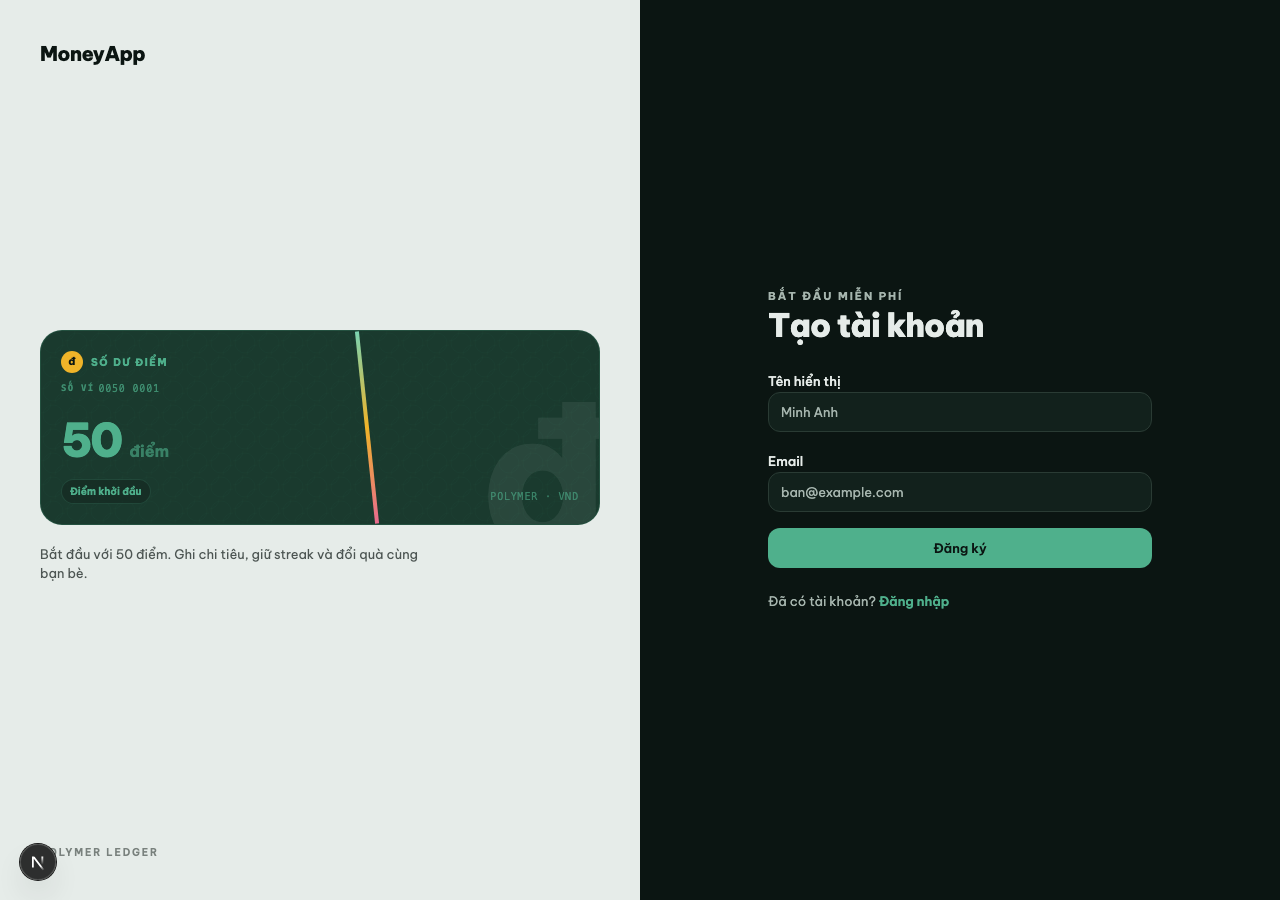 MoneyApp
đ SỐ DƯ ĐIỂM
SỐ VÍ 0050 0001
50 điểm
Điểm khởi đầu
đ
POLYMER · VND
Bắt đầu với 50 điểm. Ghi chi tiêu, giữ streak và đổi quà cùng
bạn bè.
OLYMER LEDGER
N
BẮT ĐẦU MIỄN PHÍ
Tạo tài khoản
Tên hiển thị
Minh Anh
Email
ban@example.com
Đăng ký
Đã có tài khoản? Đăng nhập